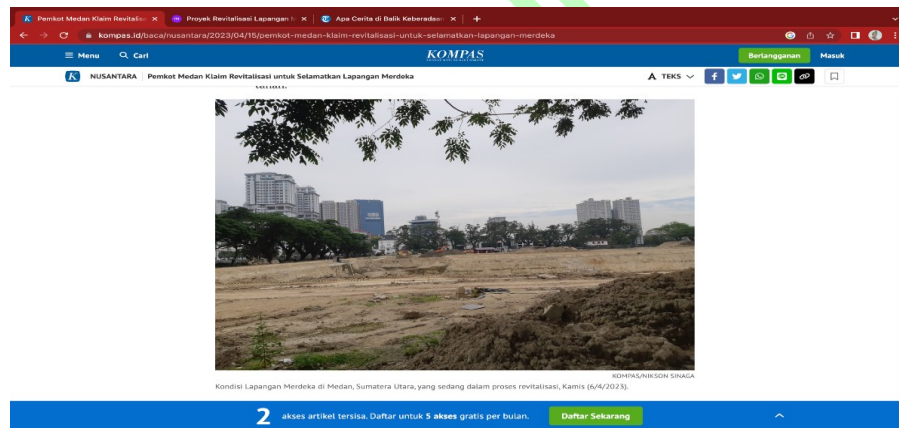 Pemkot Medan Klaim Revitalisa
Proyek Revitalisasi Lapangan
Apa Cerita di Balik Keberadaan
kompas.id/baca/nusantara/2023/04/15/pemkot-medan-klaim-revitalisasi-untuk-selamatkan-lapangan-merdeka
Menu Cari KOMPAS Berlangganan Masuk
NUSANTARA Pemkot Medan Klaim Revitalisasi untuk Selamatkan Lapangan Merdeka A TEKS
tanah.
KOMPAS/NIKSON SINAGA
Kondisi Lapangan Merdeka di Medan, Sumatera Utara, yang sedang dalam proses revitalisasi, Kamis (6/4/2023).
2 akses artikel tersisa. Daftar untuk 5 akses gratis per bulan. Daftar Sekarang